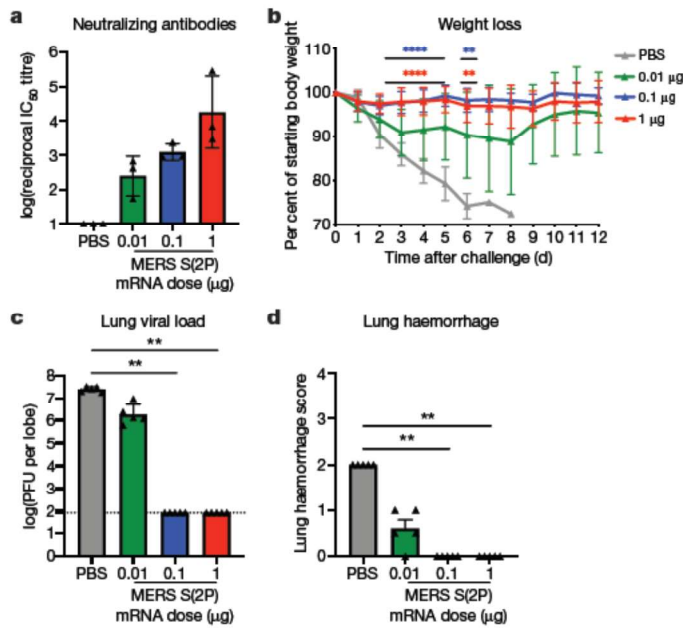 a
Neutralizing antibodies
log(reciprocal IC50 titre)
6
5
4
3
2
1
PBS 0.01 0.1 1
MERS S(2P)
mRNA dose (μg)
b
Weight loss
Per cent of starting body weight
110
100
90
80
70
**** **
**** **
0 1 2 3 4 5 6 7 8 9 10 11 12
Time after challenge (d)
PBS
0.01 μg
0.1 μg
1 μg
c
Lung viral load
**
**
log(PFU per lobe)
8
7
6
5
4
3
2
1
0
PBS 0.01 0.1 1
MERS S(2P)
mRNA dose (μg)
d
Lung haemorrhage
Lung haemorrhage score
4
3
2
1
0
**
**
PBS 0.01 0.1 1
MERS S(2P)
mRNA dose (μg)